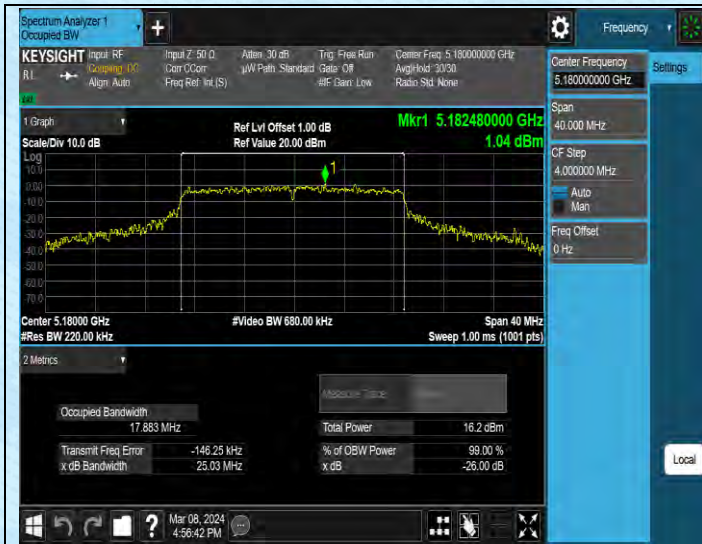 Spectrum Analyzer 1
Occupied BW
Frequency
KEYSIGHT
Input: RF
Input Z: 50 Ω
Atten: 30 dB
Trig: Free Run
Center Freq: 5.180000000 GHz
Coupling: DC
Corr CCorr
µW Path: Standard
Gate: Off
Avg|Hold: 30/30
Align: Auto
Freq Ref: Int (S)
#IF Gain: Low
Radio Std: None
1 Graph
Scale/Div 10.0 dB
Ref Lvl Offset 1.00 dB
Ref Value 20.00 dBm
Mkr1 5.182480000 GHz
1.04 dBm
Log
10.0
0.00
-10.0
-20.0
-30.0
-40.0
-50.0
-60.0
-70.0
1
Center 5.18000 GHz
#Video BW 680.00 kHz
Span 40 MHz
#Res BW 220.00 kHz
Sweep 1.00 ms (1001 pts)
2 Metrics
Measure Trace
Occupied Bandwidth
17.883 MHz
Total Power
16.2 dBm
Transmit Freq Error
-146.25 kHz
% of OBW Power
99.00 %
x dB Bandwidth
25.03 MHz
x dB
-26.00 dB
Mar 08, 2024
4:56:42 PM
Center Frequency
5.180000000 GHz
Settings
Span
40.000 MHz
CF Step
4.000000 MHz
Auto
Man
Freq Offset
0 Hz
Local